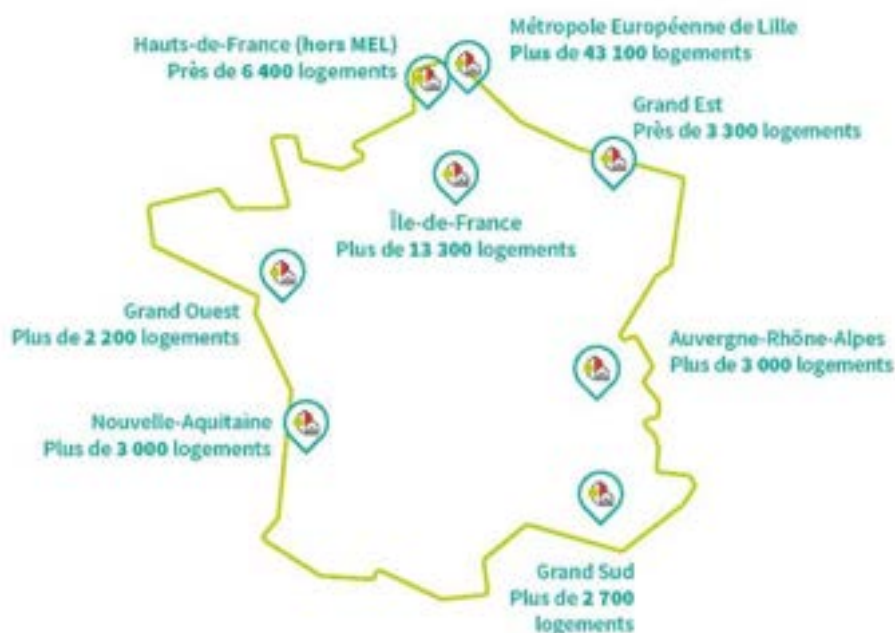 Hauts-de-France (hors MEL)
Près de 6 400 logements
Métropole Européenne de Lille
Plus de 43 100 logements
Grand Est
Près de 3 300 logements
Île-de-France
Plus de 13 300 logements
Grand Ouest
Plus de 2 200 logements
Auvergne-Rhône-Alpes
Plus de 3 000 logements
Nouvelle-Aquitaine
Plus de 3 000 logements
Grand Sud
Plus de 2 700
logements